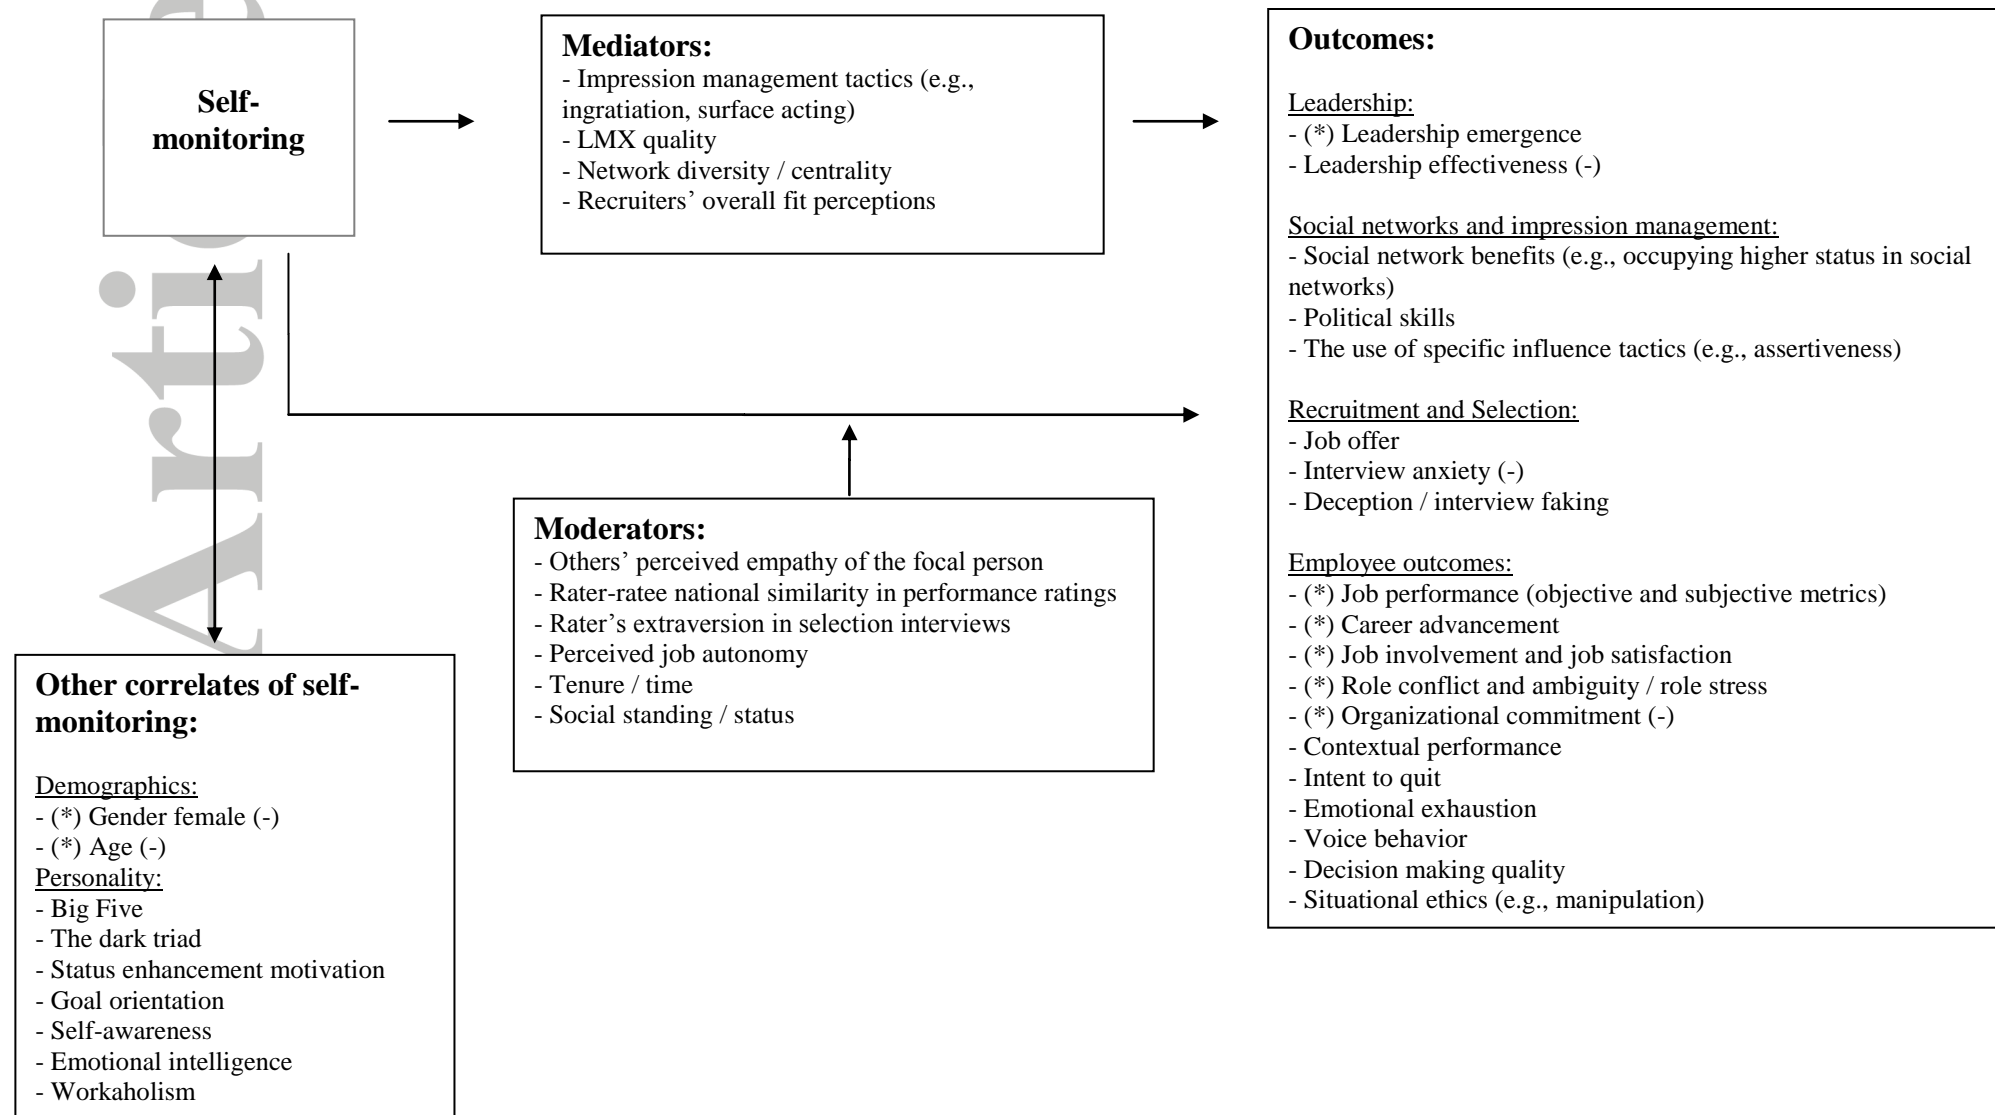 Self-
monitoring
Mediators:
- Impression management tactics (e.g.,
ingratiation, surface acting)
- LMX quality
- Network diversity / centrality
- Recruiters’ overall fit perceptions
Outcomes:
Leadership:
- (*) Leadership emergence
- Leadership effectiveness (-)
Social networks and impression management:
- Social network benefits (e.g., occupying higher status in social
networks)
- Political skills
- The use of specific influence tactics (e.g., assertiveness)
Recruitment and Selection:
- Job offer
- Interview anxiety (-)
- Deception / interview faking
Employee outcomes:
- (*) Job performance (objective and subjective metrics)
- (*) Career advancement
- (*) Job involvement and job satisfaction
- (*) Role conflict and ambiguity / role stress
- (*) Organizational commitment (-)
- Contextual performance
- Intent to quit
- Emotional exhaustion
- Voice behavior
- Decision making quality
- Situational ethics (e.g., manipulation)
Moderators:
- Others’ perceived empathy of the focal person
- Rater-ratee national similarity in performance ratings
- Rater’s extraversion in selection interviews
- Perceived job autonomy
- Tenure / time
- Social standing / status
Other correlates of self-
monitoring:
Demographics:
- (*) Gender female (-)
- (*) Age (-)
Personality:
- Big Five
- The dark triad
- Status enhancement motivation
- Goal orientation
- Self-awareness
- Emotional intelligence
- Workaholism